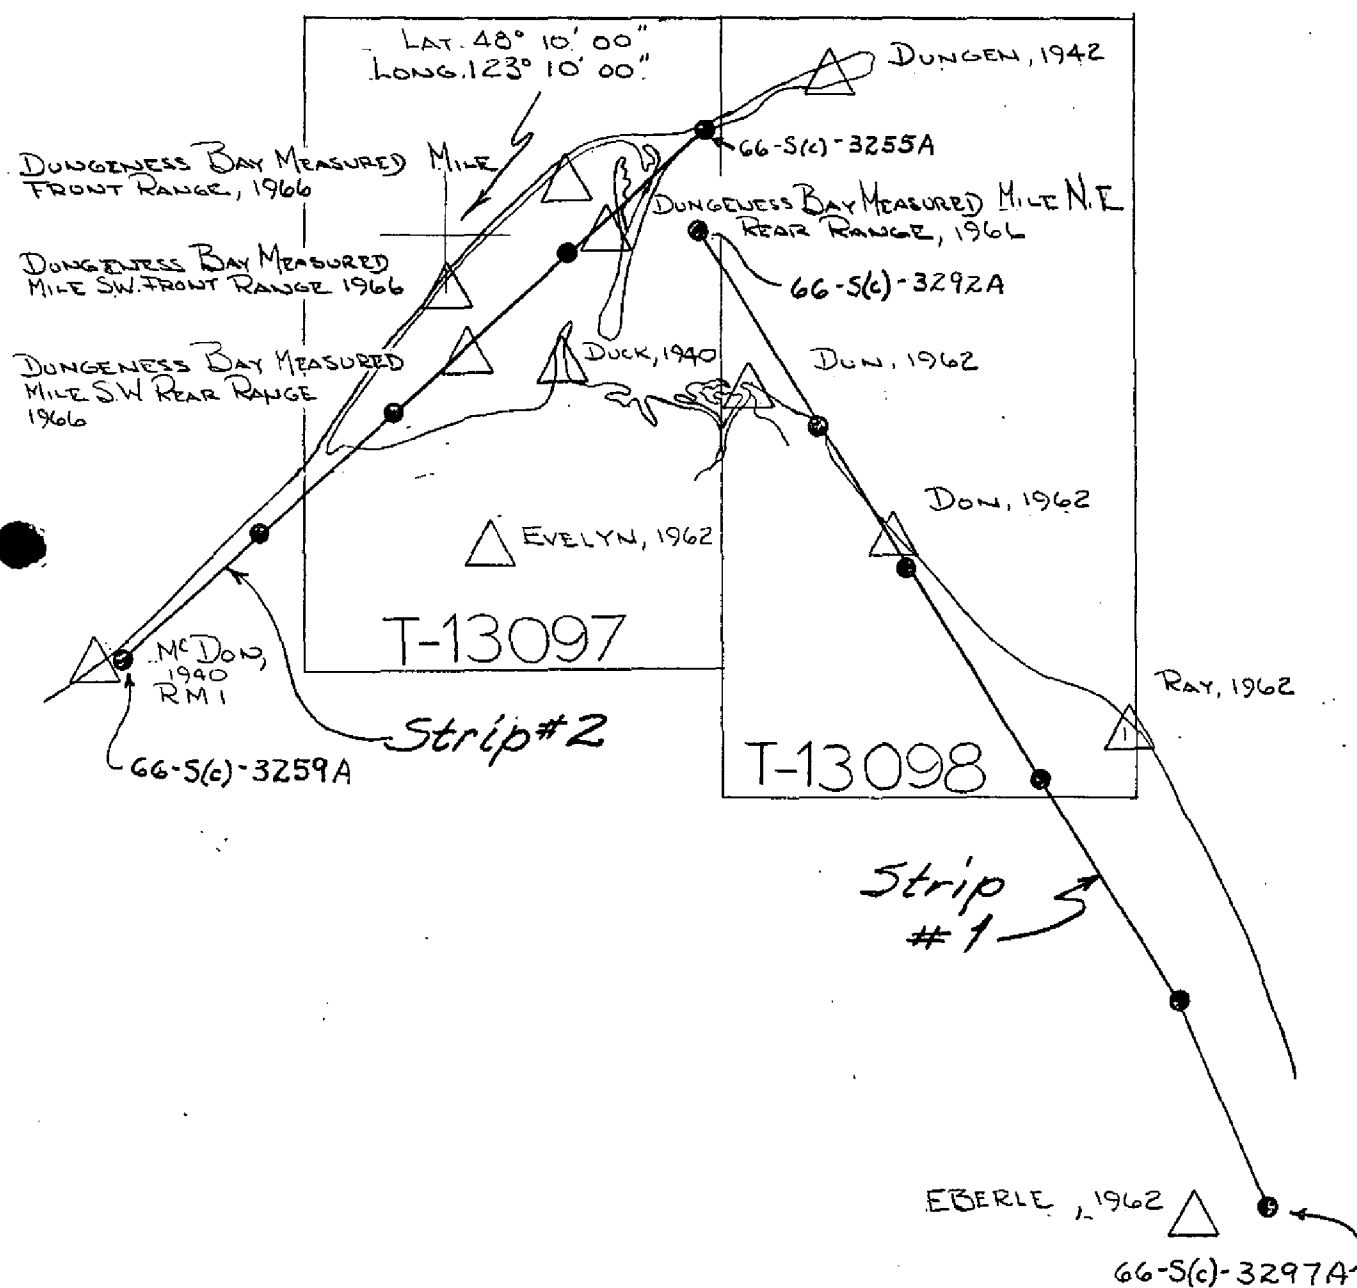 LAT. 48° 10' 00"
LONG. 123° 10' 00"
DUNGEN, 1942
66-S(c)-3255A
DUNGENESS BAY MEASURED MILE
FRONT RANGE, 1966
DUNGENESS BAY MEASURED MILE N.E
REAR RANGE, 1966
DUNGENESS BAY MEASURED
MILE S.W. FRONT RANGE 1966
66-S(c)-3292A
DUNGENESS BAY MEASURED
MILE S.W REAR RANGE
1966
DUCK, 1940
DUN, 1962
DON, 1962
EVELYN, 1962
T-13097
McDON,
1940
RM 1
RAY, 1962
Strip #2
T-13098
66-S(c)-3259A
Strip
#1
EBERLE, 1962
66-S(c)-3297A